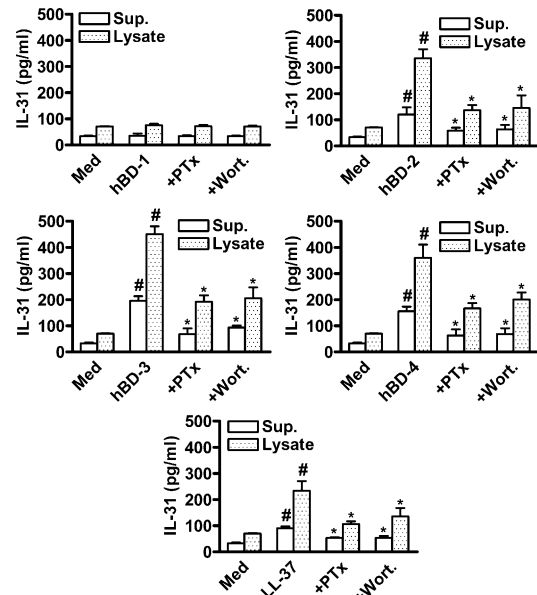 500
400
300
200
100
0
IL-31 (pg/ml)
Sup.
Lysate
Med
hBD-1
+PTx
+Wort.
500
400
300
200
100
0
IL-31 (pg/ml)
Sup.
Lysate
# #
* * * *
Med
hBD-2
+PTx
+Wort.
500
400
300
200
100
0
IL-31 (pg/ml)
Sup.
Lysate
# #
* * * *
Med
hBD-3
+PTx
+Wort.
500
400
300
200
100
0
IL-31 (pg/ml)
Sup.
Lysate
# #
* * * *
Med
hBD-4
+PTx
+Wort.
500
400
300
200
100
0
IL-31 (pg/ml)
Sup.
Lysate
# #
* * * *
Med
LL-37
+PTx
+Wort.